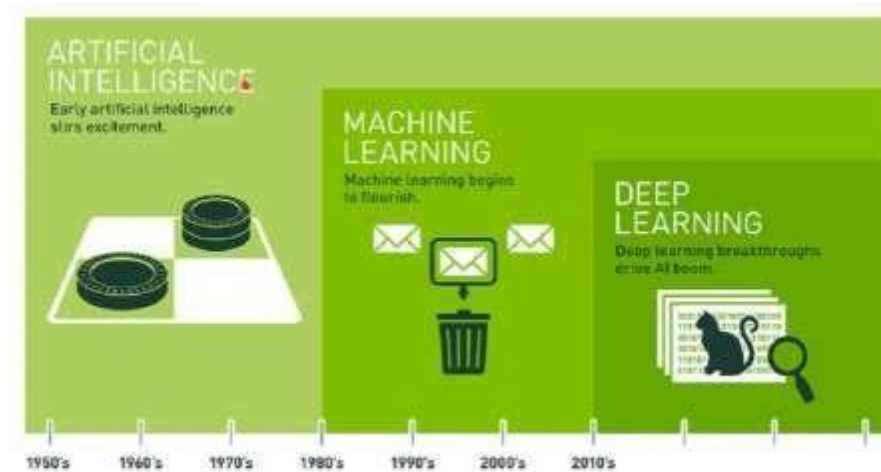 ARTIFICIAL
INTELLIGENCE
Early artificial intelligence
stirs excitement.
MACHINE
LEARNING
Machine learning begins
to flourish.
DEEP
LEARNING
Deep learning breakthroughs
drive AI boom.
1950's 1960's 1970's 1980's 1990's 2000's 2010's